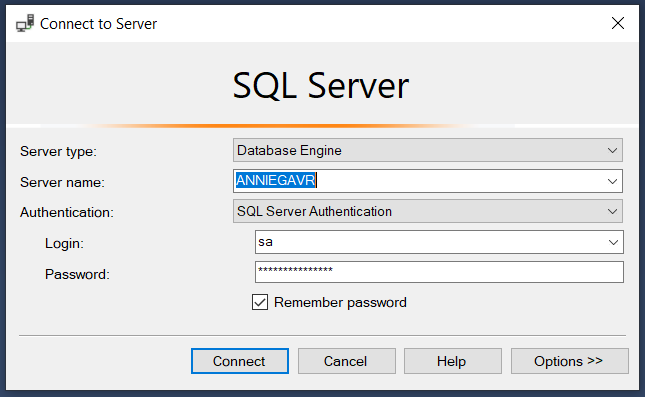 Connect to Server
SQL Server
Server type: Database Engine
Server name: ANNIEGAVR
Authentication: SQL Server Authentication
Login: sa
Password: ***************
Remember password
Connect Cancel Help Options >>